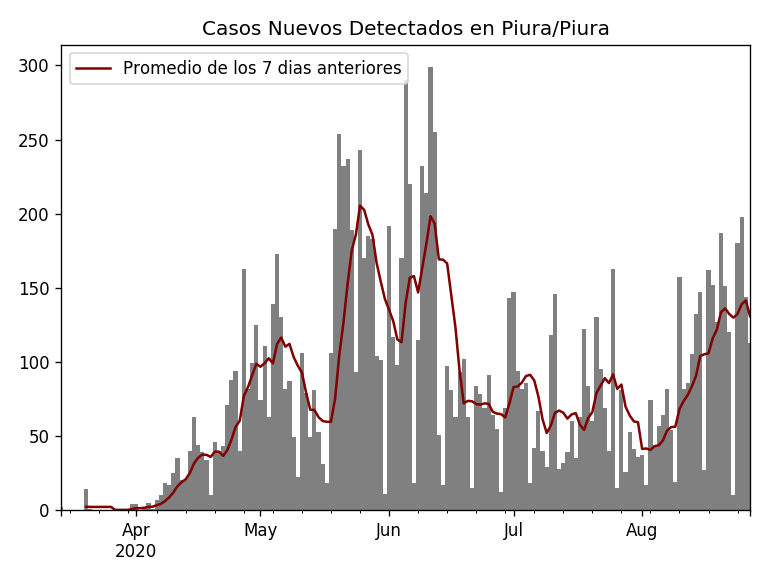 Casos Nuevos Detectados en Piura/Piura
Promedio de los 7 dias anteriores
300
250
200
150
100
50
0
Apr
2020
May
Jun
Jul
Aug